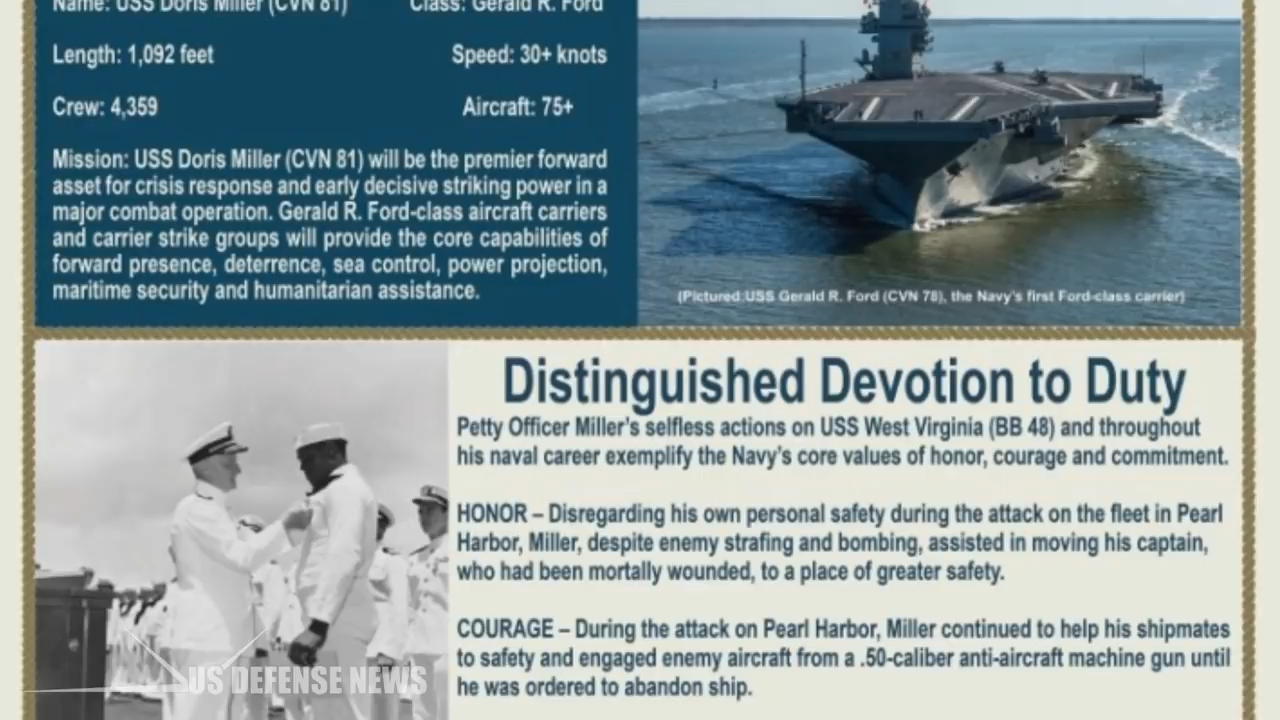 Name: USS Doris Miller (CVN 81)
Class: Gerald R. Ford
Length: 1,092 feet
Speed: 30+ knots
Crew: 4,359
Aircraft: 75+
Mission: USS Doris Miller (CVN 81) will be the premier forward
asset for crisis response and early decisive striking power in a
major combat operation. Gerald R. Ford-class aircraft carriers
and carrier strike groups will provide the core capabilities of
forward presence, deterrence, sea control, power projection,
maritime security and humanitarian assistance.
(Pictured:USS Gerald R. Ford (CVN 78), the Navy's first Ford-class carrier)
Distinguished Devotion to Duty
Petty Officer Miller's selfless actions on USS West Virginia (BB 48) and throughout
his naval career exemplify the Navy's core values of honor, courage and commitment.
HONOR – Disregarding his own personal safety during the attack on the fleet in Pearl
Harbor, Miller, despite enemy strafing and bombing, assisted in moving his captain,
who had been mortally wounded, to a place of greater safety.
COURAGE – During the attack on Pearl Harbor, Miller continued to help his shipmates
to safety and engaged enemy aircraft from a .50-caliber anti-aircraft machine gun until
he was ordered to abandon ship.
US DEFENSE NEWS